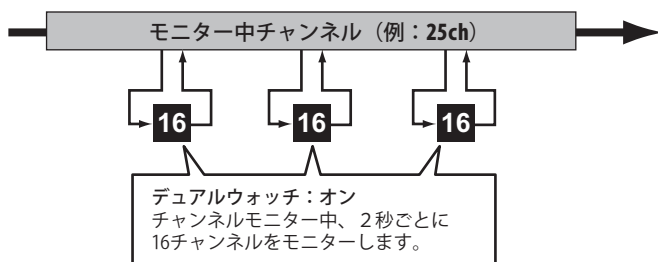 モニター中チャンネル（例：25ch）
16 16 16
デュアルウォッチ：オン
チャンネルモニター中、２秒ごとに
16チャンネルをモニターします。